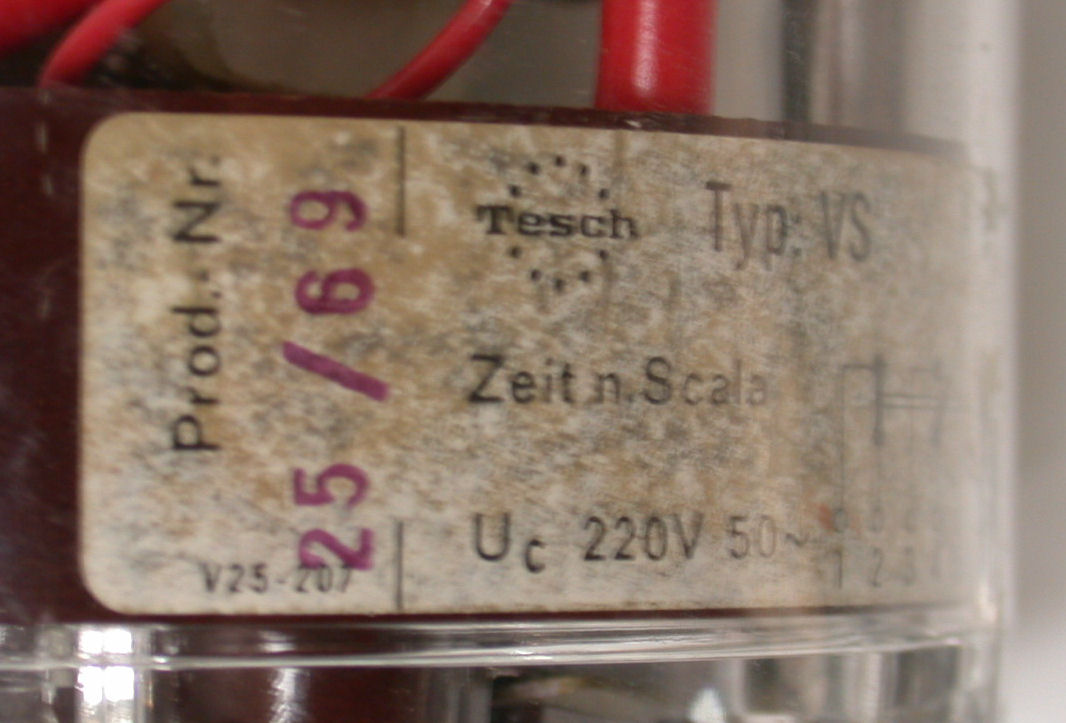 Prod.-Nr.
25/69
V25-207
Tesch
Typ: VS
Zeit n. Scala
Uc 220V 50~
1 2 3 4